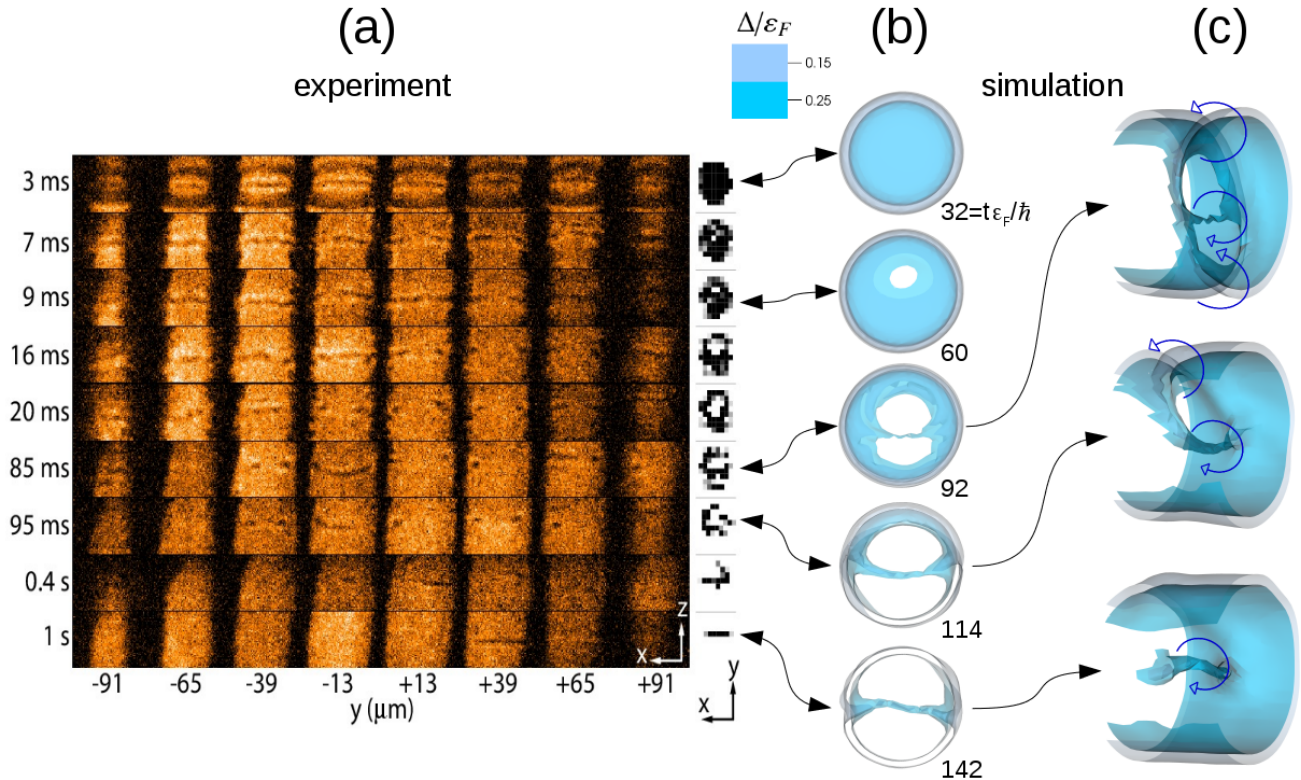 (a)
experiment
Δ/ε_F
0.15
0.25
(b)
simulation
(c)
3 ms
7 ms
9 ms
16 ms
20 ms
85 ms
95 ms
0.4 s
1 s
z
x
-91 -65 -39 -13 +13 +39 +65 +91
y (μm)
y
x
32=tε_F/ħ
60
92
114
142